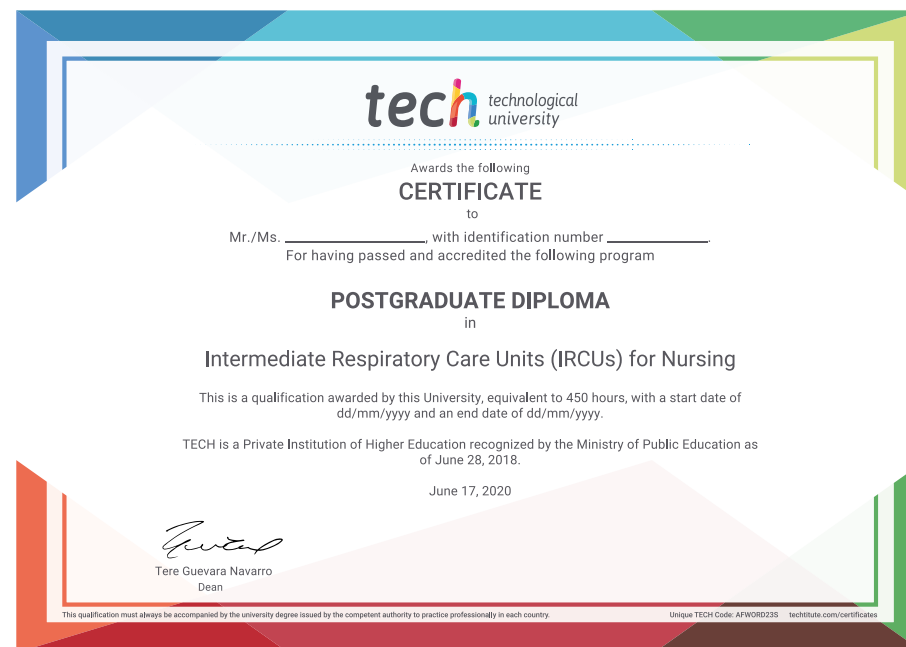 tech technological
university
Awards the following
CERTIFICATE
to
Mr./Ms. ____________________, with identification number ______________.
For having passed and accredited the following program
POSTGRADUATE DIPLOMA
in
Intermediate Respiratory Care Units (IRCUs) for Nursing
This is a qualification awarded by this University, equivalent to 450 hours, with a start date of
dd/mm/yyyy and an end date of dd/mm/yyyy.
TECH is a Private Institution of Higher Education recognized by the Ministry of Public Education as
of June 28, 2018.
June 17, 2020
Tere Guevara Navarro
Dean
This qualification must always be accompanied by the university degree issued by the competent authority to practice professionally in each country. Unique TECH Code: AFWORD23S techtitute.com/certificates